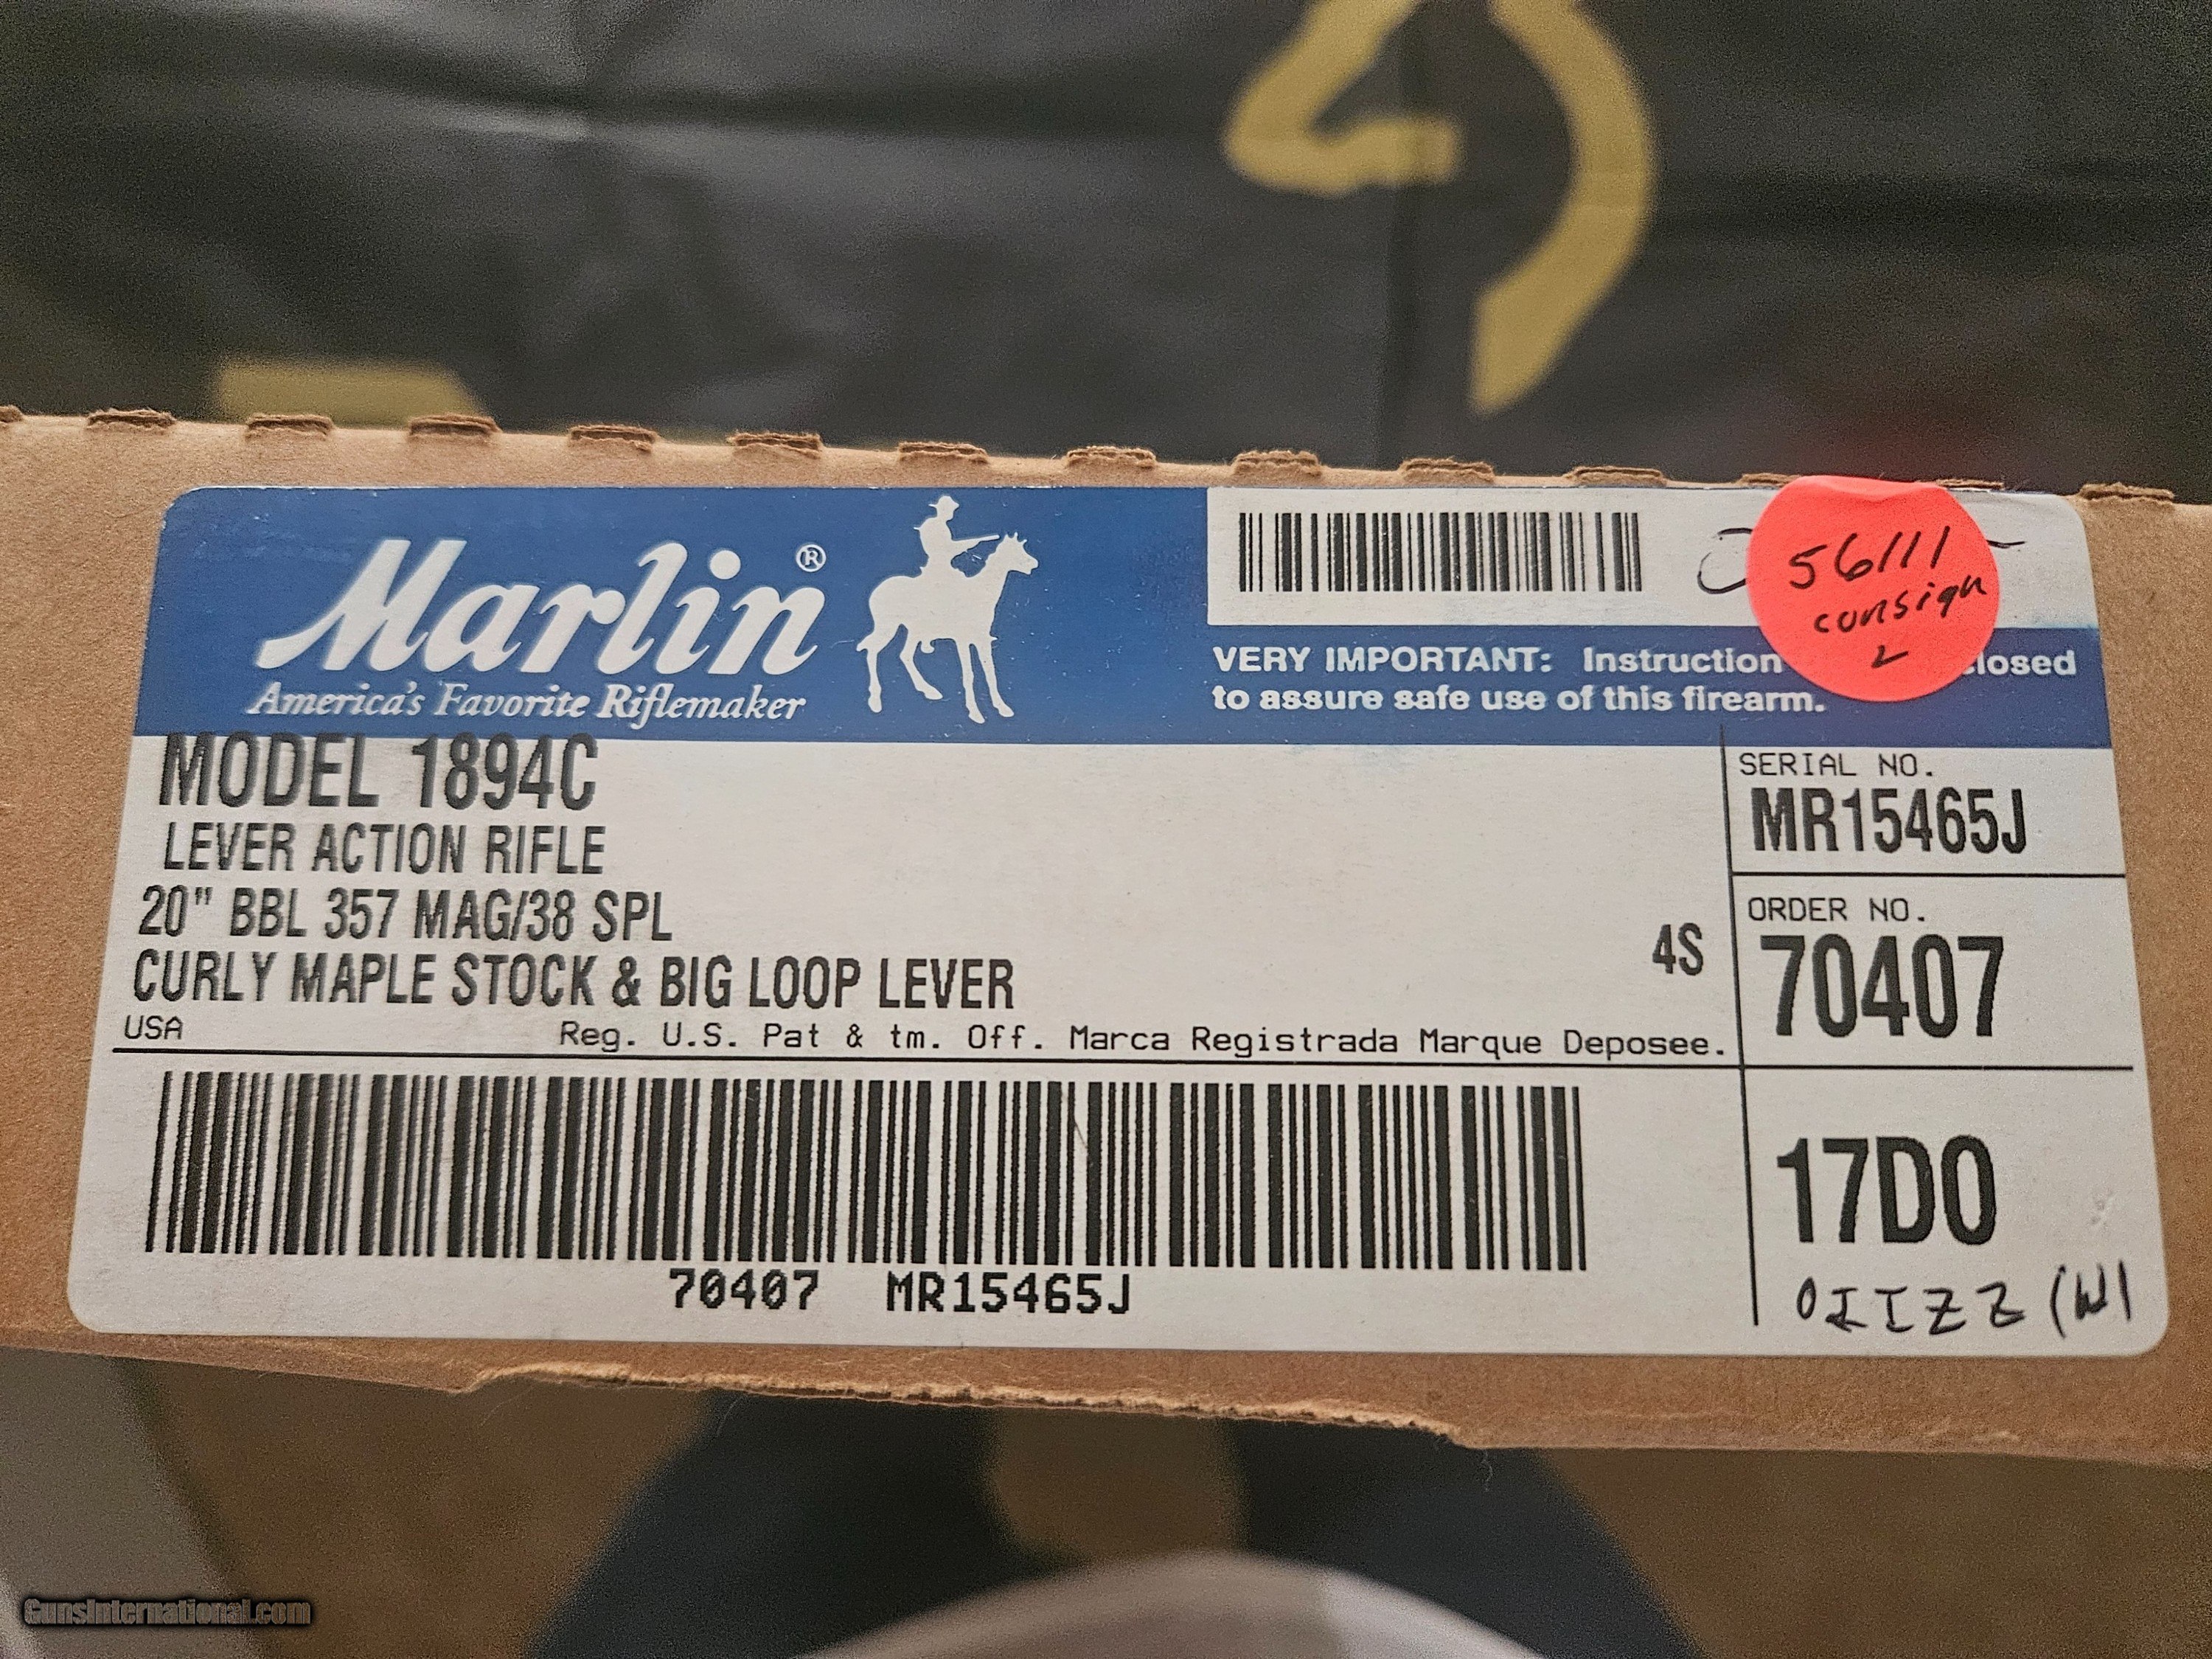 Marlin®
America's Favorite Riflemaker
56111
consign
VERY IMPORTANT: Instruction losed
to assure safe use of this firearm.
MODEL 1894C
LEVER ACTION RIFLE
20" BBL 357 MAG/38 SPL
CURLY MAPLE STOCK & BIG LOOP LEVER
4S
USA Reg. U.S. Pat & tm. Off. Marca Registrada Marque Deposee.
SERIAL NO.
MR15465J
ORDER NO.
70407
17D0
70407 MR15465J
GunsInternational.com